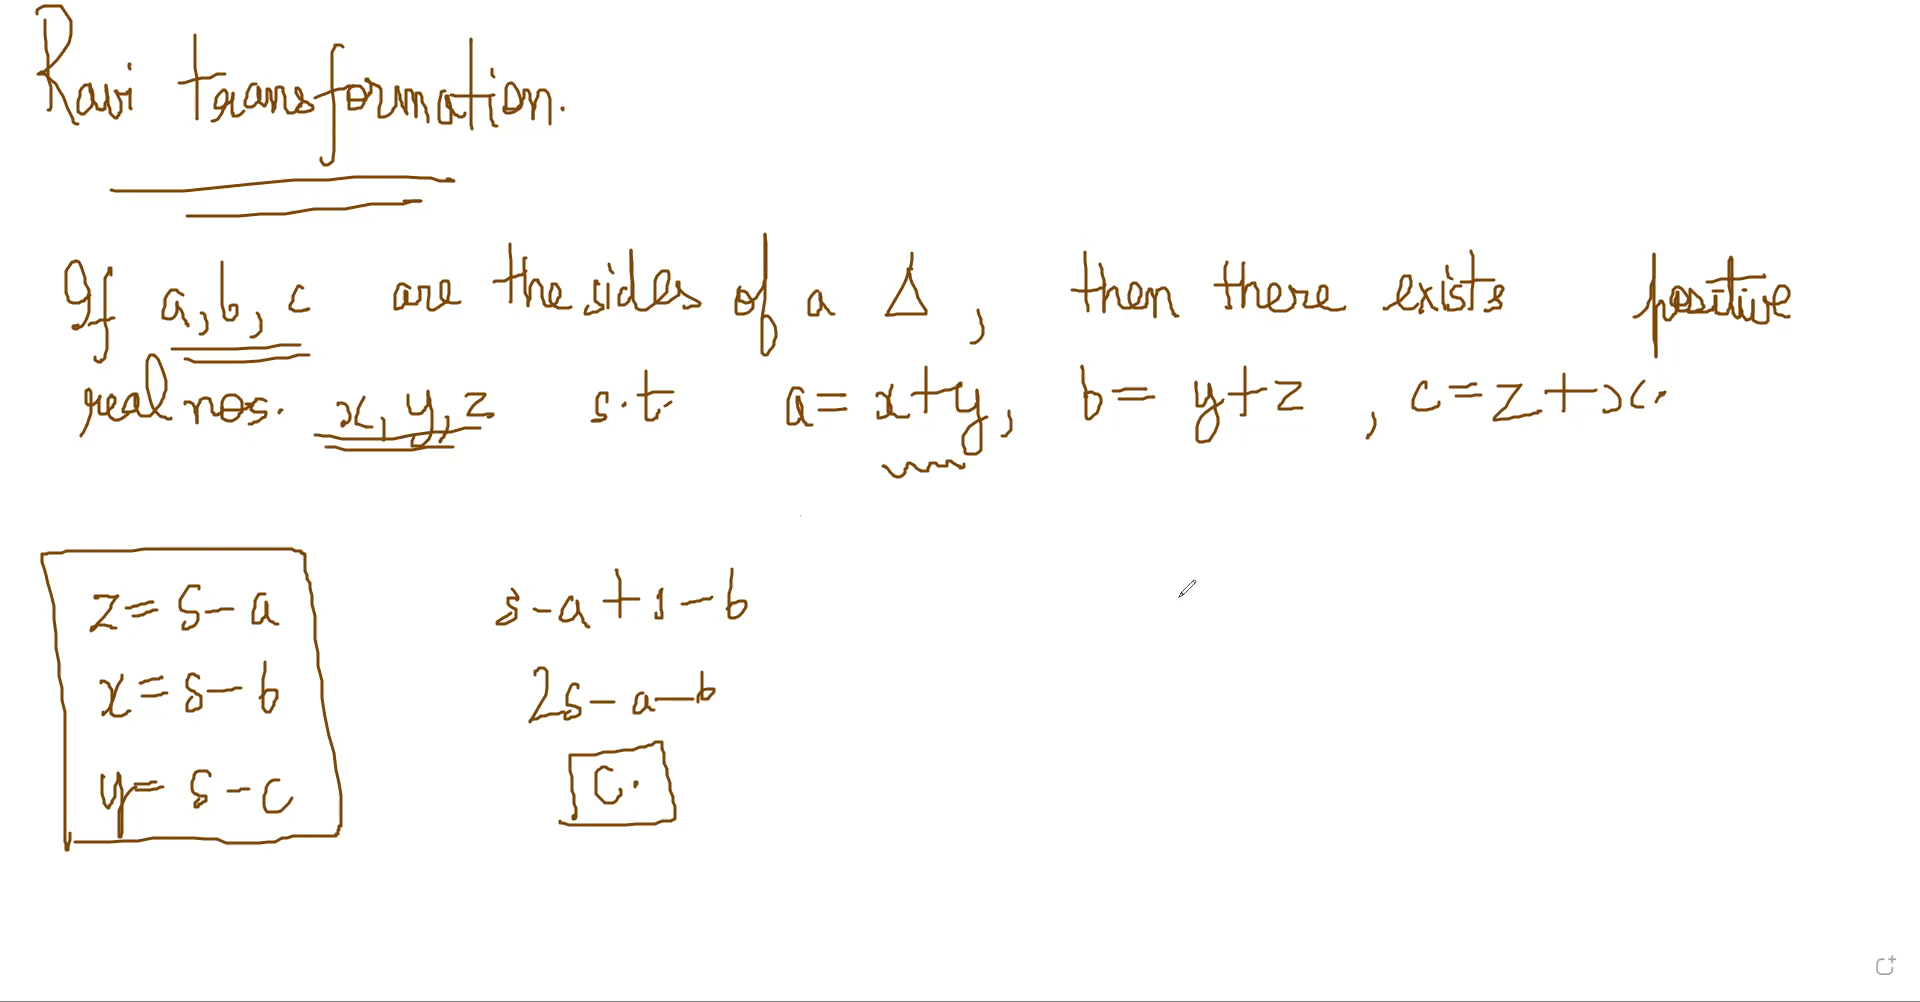 Ravi transformation.
If a, b, c are the sides of a Δ, then there exists positive
real nos. x, y, z s.t. a = x+y, b = y+z, c = z+x.
z = s-a
x = s-b
y = s-c
s-a+s-b
2s-a-b
c.